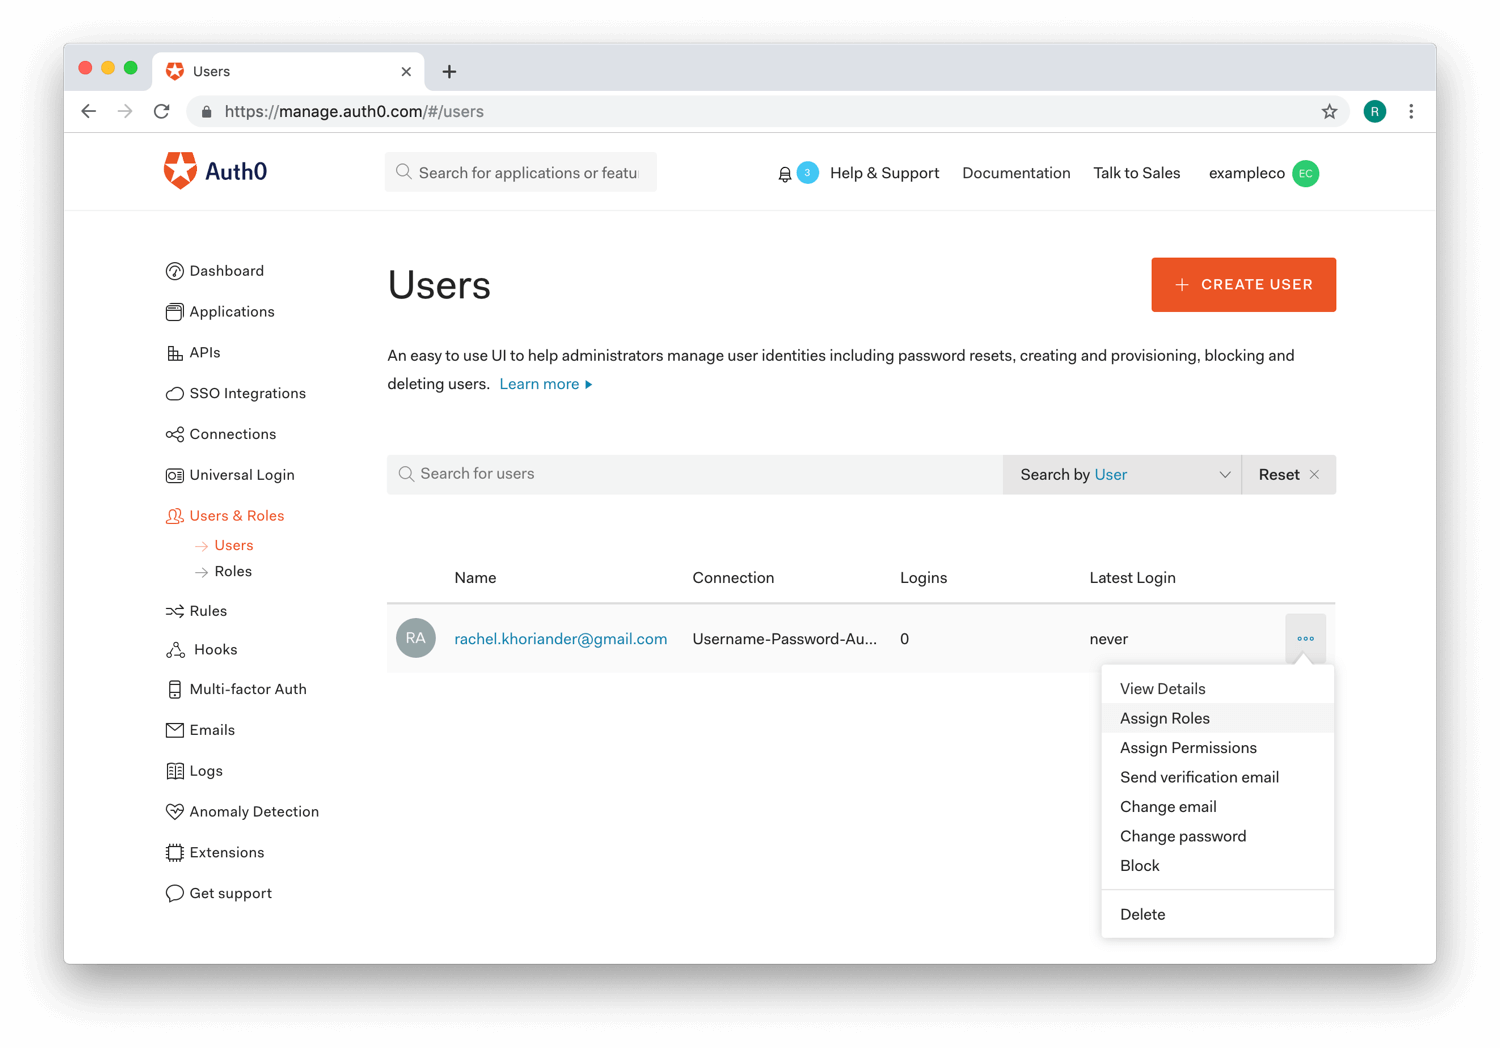 Users
https://manage.auth0.com/#/users
R
Auth0
Search for applications or featu
3
Help & Support
Documentation
Talk to Sales
exampleco
EC
Dashboard
Applications
APIs
SSO Integrations
Connections
Universal Login
Users & Roles
Users
Roles
Rules
Hooks
Multi-factor Auth
Emails
Logs
Anomaly Detection
Extensions
Get support
Users
CREATE USER
An easy to use UI to help administrators manage user identities including password resets, creating and provisioning, blocking and
deleting users. Learn more
Search for users
Search by User
Reset
Name Connection Logins Latest Login
RA rachel.khoriander@gmail.com Username-Password-Au... 0 never
View Details
Assign Roles
Assign Permissions
Send verification email
Change email
Change password
Block
Delete